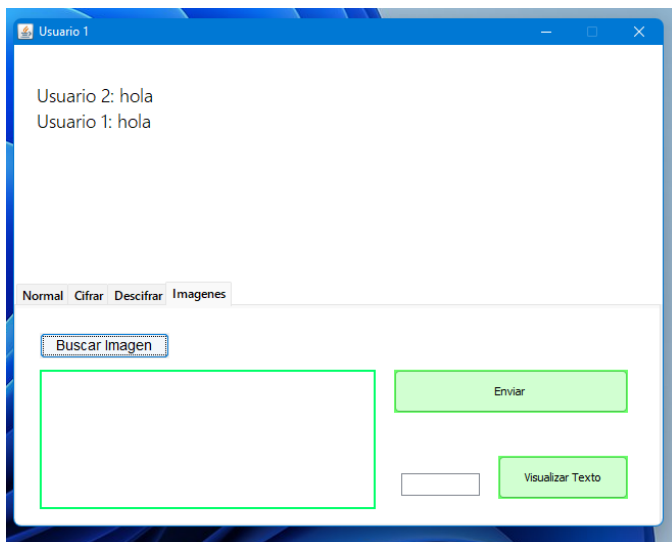 Usuario 1
Usuario 2: hola
Usuario 1: hola
Normal Cifrar Descifrar Imagenes
Buscar Imagen
Enviar
Visualizar Texto